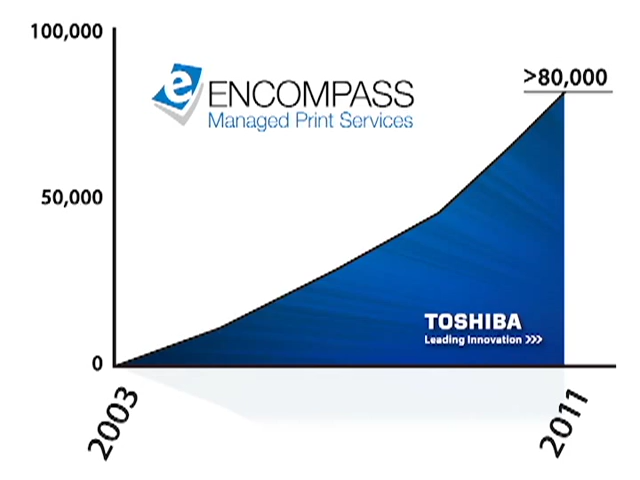 100,000
ENCOMPASS
Managed Print Services
>80,000
50,000
TOSHIBA
Leading Innovation >>>
0
2003
2011